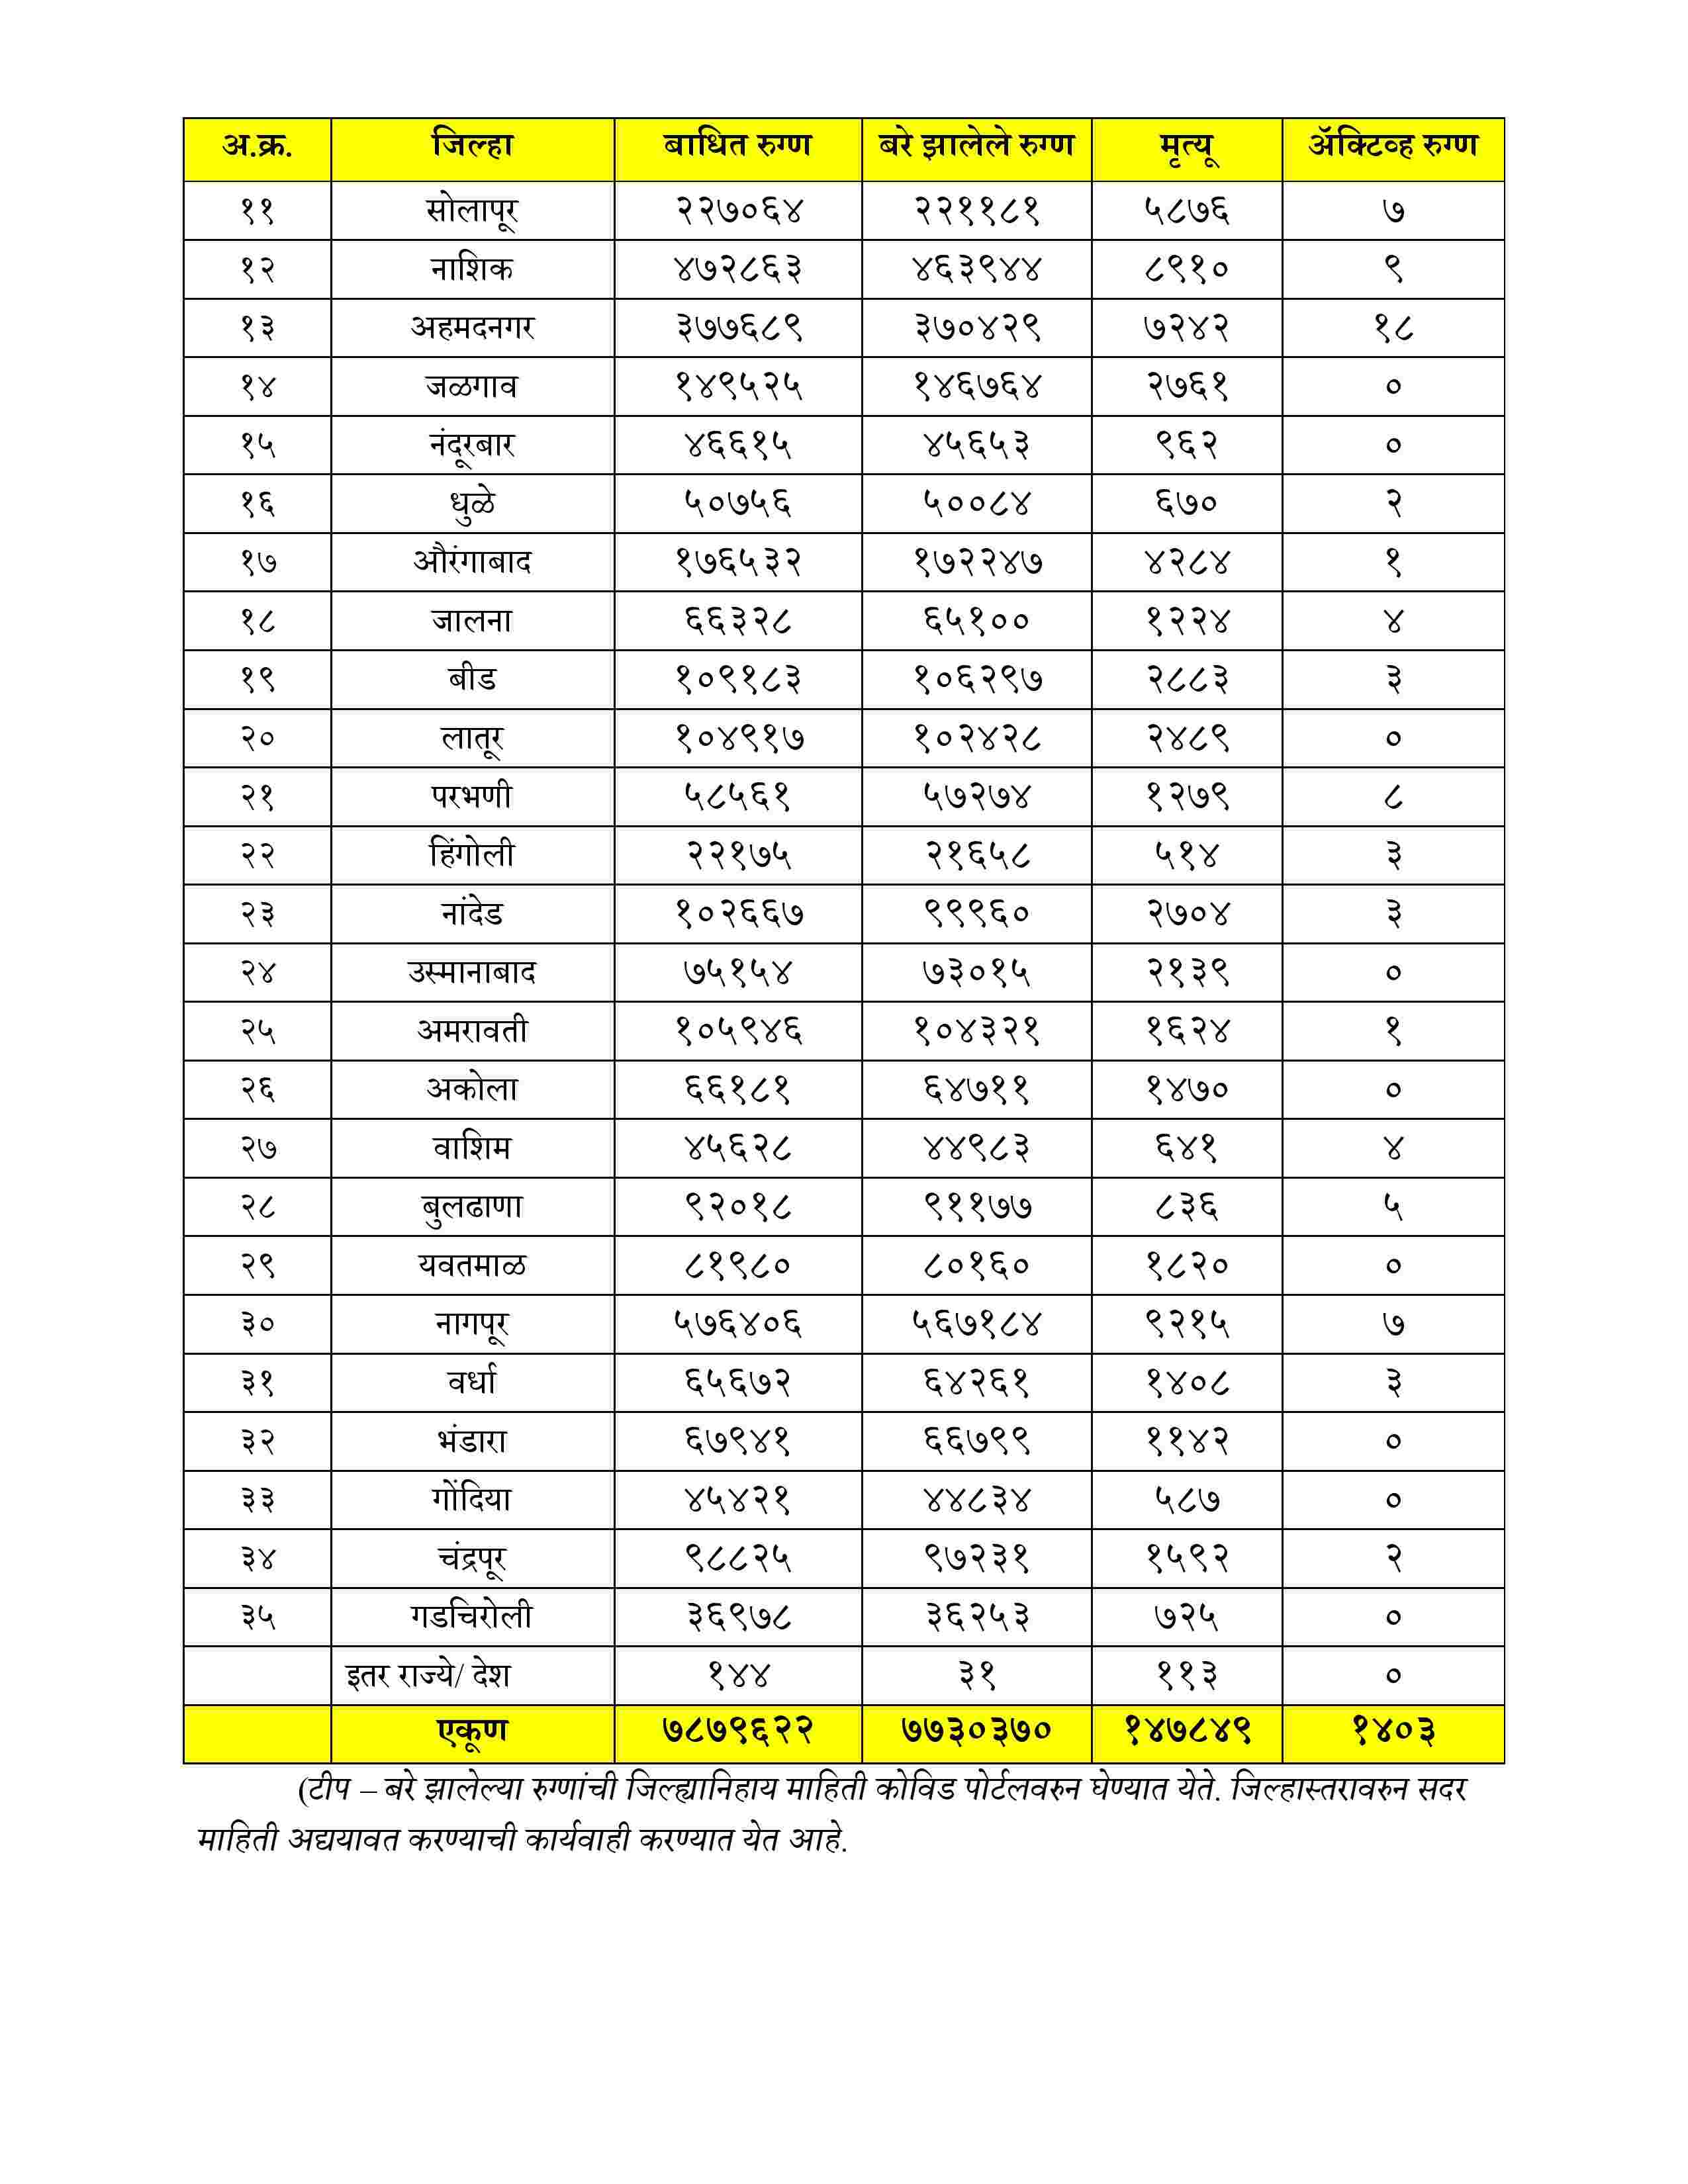 अ.क्र. जिल्हा बाधित रुग्ण बरे झालेले रुग्ण मृत्यू ॲक्टिव्ह रुग्ण
११ सोलापूर २२७०६४ २२११८१ ५८७६ ७
१२ नाशिक ४७२८६३ ४६३९४४ ८९१० ९
१३ अहमदनगर ३७७६८९ ३७०४२९ ७२४२ १८
१४ जळगाव १४९५२५ १४६७६४ २७६१ ०
१५ नंदूरबार ४६६१५ ४५६५३ ९६२ ०
१६ धुळे ५०७५६ ५००८४ ६७० २
१७ औरंगाबाद १७६५३२ १७२२४७ ४२८४ १
१८ जालना ६६३२८ ६५१०० १२२४ ४
१९ बीड १०९१८३ १०६२९७ २८८३ ३
२० लातूर १०४९१७ १०२४२८ २४८९ ०
२१ परभणी ५८५६१ ५७२७४ १२७९ ८
२२ हिंगोली २२१७५ २१६५८ ५१४ ३
२३ नांदेड १०२६६७ ९९९६० २७०४ ३
२४ उस्मानाबाद ७५१५४ ७३०१५ २१३९ ०
२५ अमरावती १०५९४६ १०४३२१ १६२४ १
२६ अकोला ६६१८१ ६४७११ १४७० ०
२७ वाशिम ४५६२८ ४४९८३ ६४१ ४
२८ बुलढाणा ९२०१८ ९११७७ ८३६ ५
२९ यवतमाळ ८१९८० ८०१६० १८२० ०
३० नागपूर ५७६४०६ ५६७१८४ ९२१५ ७
३१ वर्धा ६५६७२ ६४२६१ १४०८ ३
३२ भंडारा ६७९४१ ६६७९९ ११४२ ०
३३ गोंदिया ४५४२१ ४४८३४ ५८७ ०
३४ चंद्रपूर ९८८२५ ९७२३१ १५९२ २
३५ गडचिरोली ३६९७८ ३६२५३ ७२५ ०
इतर राज्ये/ देश १४४ ३१ ११३ ०
एकूण ७८७९६२२ ७७३०३७० १४७८४९ १४०३
(टीप – बरे झालेल्या रुग्णांची जिल्ह्यानिहाय माहिती कोविड पोर्टलवरुन घेण्यात येते. जिल्हास्तरावरुन सदर
माहिती अद्ययावत करण्याची कार्यवाही करण्यात येत आहे.